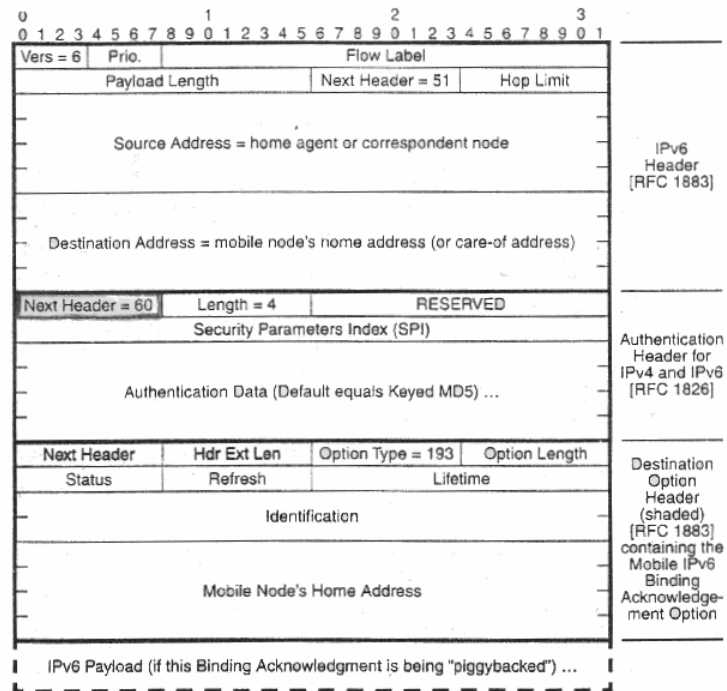 0 1 2 3
0 1 2 3 4 5 6 7 8 9 0 1 2 3 4 5 6 7 8 9 0 1 2 3 4 5 6 7 8 9 0 1
Vers = 6 Prio. Flow Label
Payload Length Next Header = 51 Hop Limit
Source Address = home agent or correspondent node
Destination Address = mobile node's home address (or care-of address)
IPv6
Header
[RFC 1883]
Next Header = 60 Length = 4 RESERVED
Security Parameters Index (SPI)
Authentication Data (Default equals Keyed MD5) ...
Authentication
Header for
IPv4 and IPv6
[RFC 1826]
Next Header Hdr Ext Len Option Type = 193 Option Length
Status Refresh Lifetime
Identification
Mobile Node's Home Address
Destination
Option
Header
(shaded)
[RFC 1883]
containing the
Mobile IPv6
Binding
Acknowledge-
ment Option
IPv6 Payload (if this Binding Acknowledgment is being "piggybacked") ...